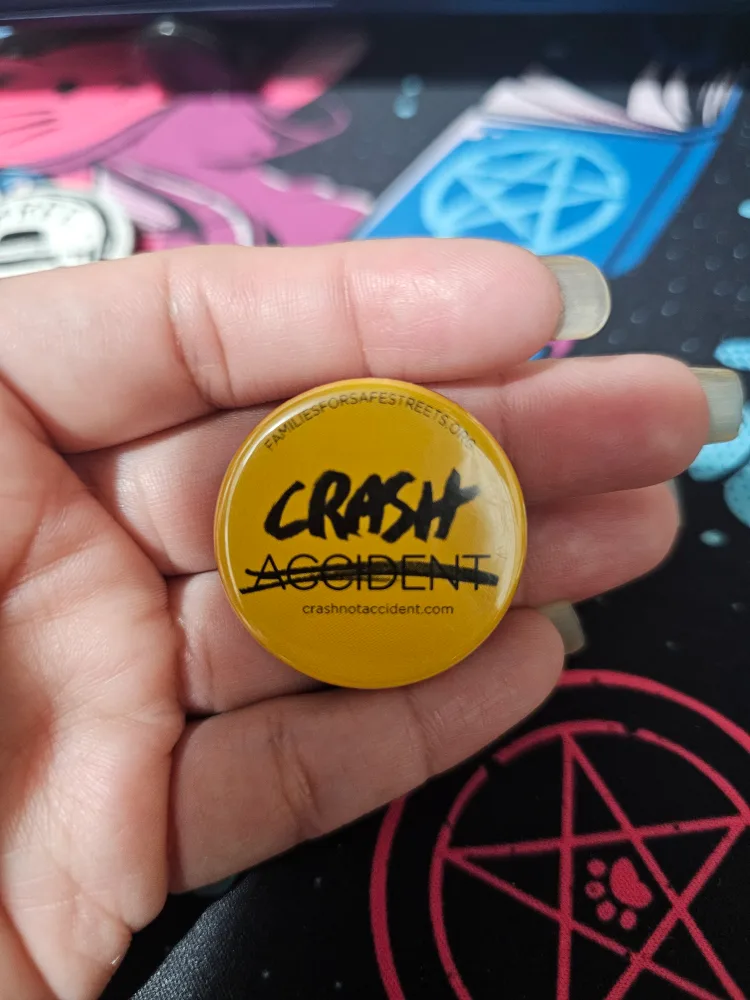 FAMILIESFORSAFESTREETS.ORG
CRASH
ACCIDENT
crashnotaccident.com